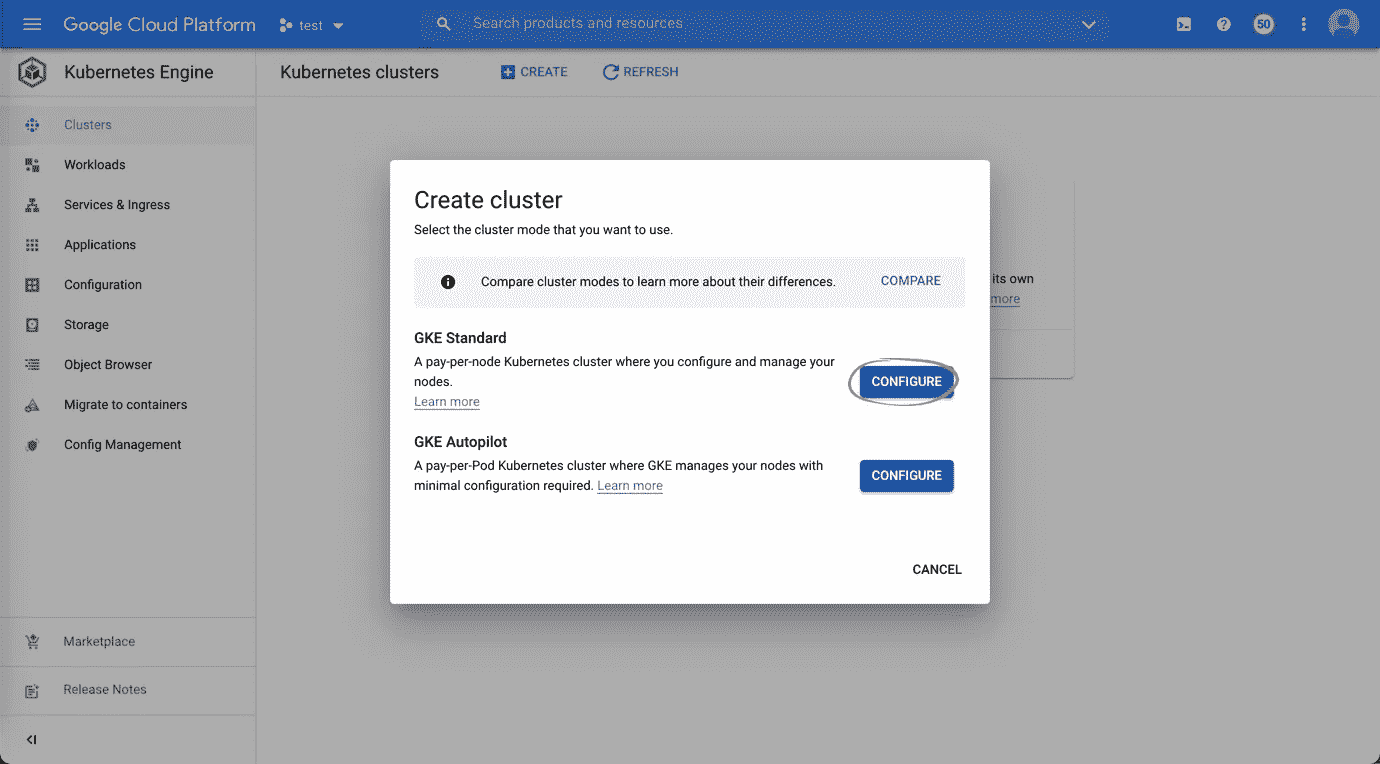 Google Cloud Platform
test
Search products and resources
50
Kubernetes Engine
Kubernetes clusters
CREATE
REFRESH
Clusters
Workloads
Services & Ingress
Applications
Configuration
Storage
Object Browser
Migrate to containers
Config Management
Marketplace
Release Notes
its own
more
Create cluster
Select the cluster mode that you want to use.
Compare cluster modes to learn more about their differences.
COMPARE
GKE Standard
A pay-per-node Kubernetes cluster where you configure and manage your
nodes.
Learn more
CONFIGURE
GKE Autopilot
A pay-per-Pod Kubernetes cluster where GKE manages your nodes with
minimal configuration required. Learn more
CONFIGURE
CANCEL